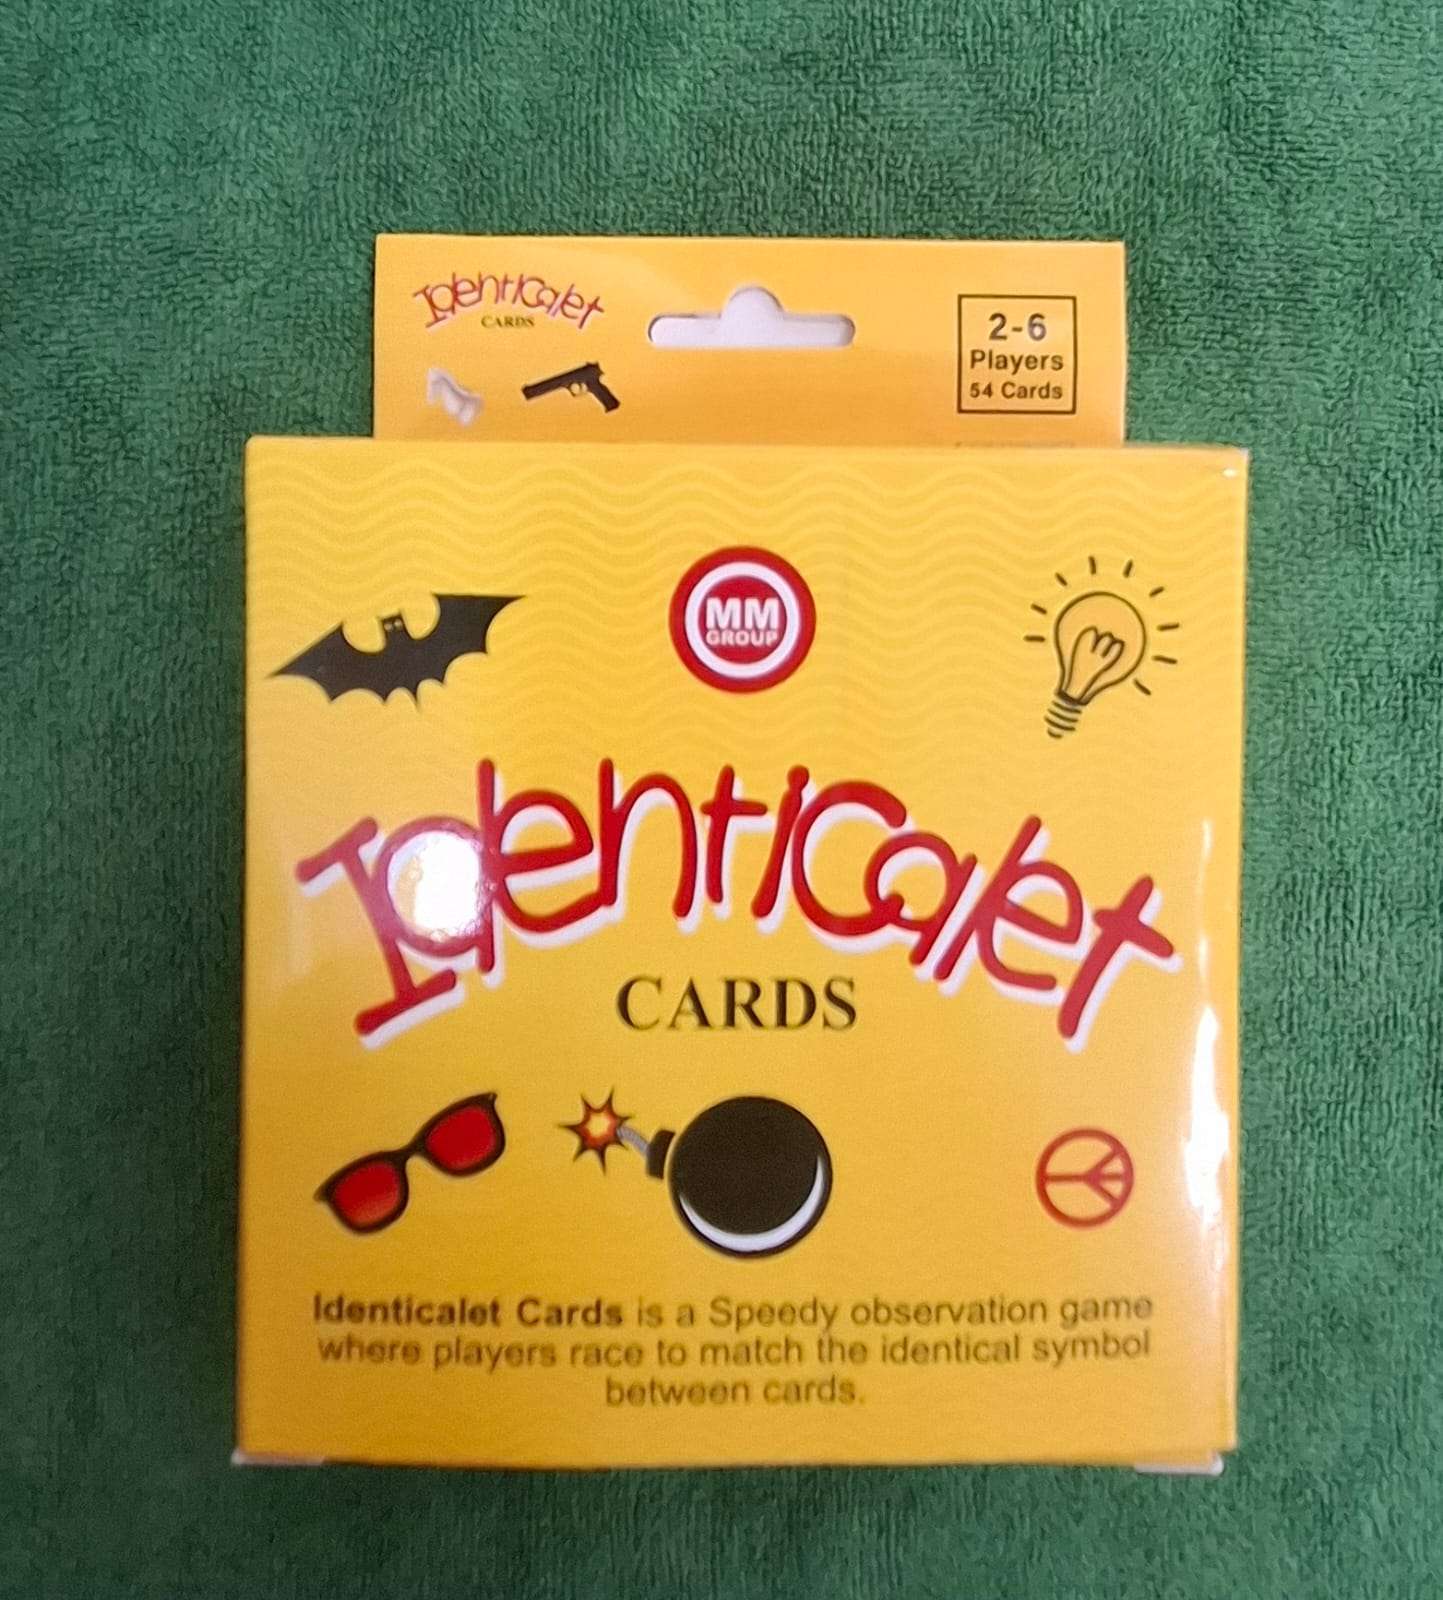 Identicalet
CARDS
2-6
Players
54 Cards
MM
GROUP
Identicalet
CARDS
Identicalet Cards is a Speedy observation game
where players race to match the identical symbol
between cards.